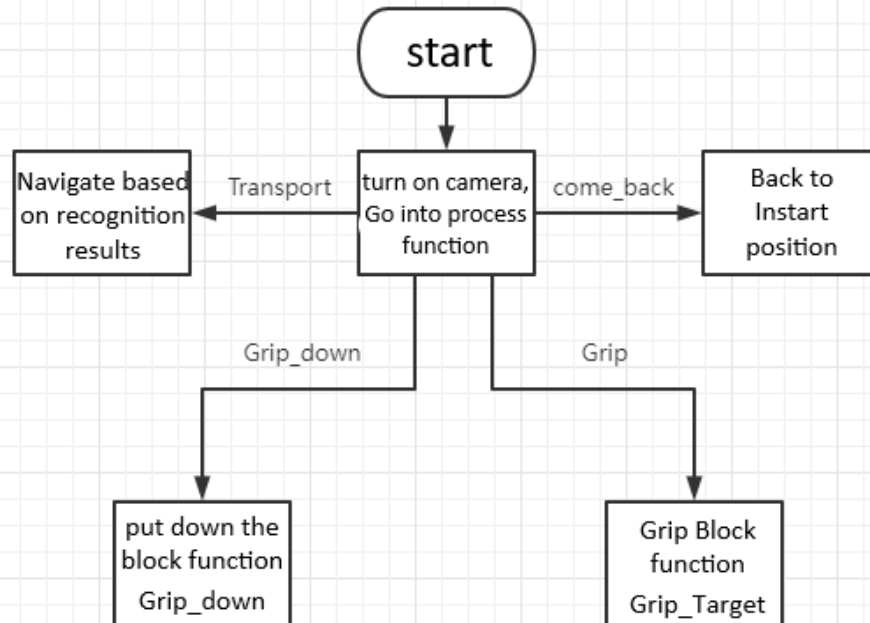 start
Navigate based
on recognition
results
Transport
turn on camera,
Go into process
function
come_back
Back to
Instart
position
Grip_down
Grip
put down the
block function
Grip_down
Grip Block
function
Grip_Target